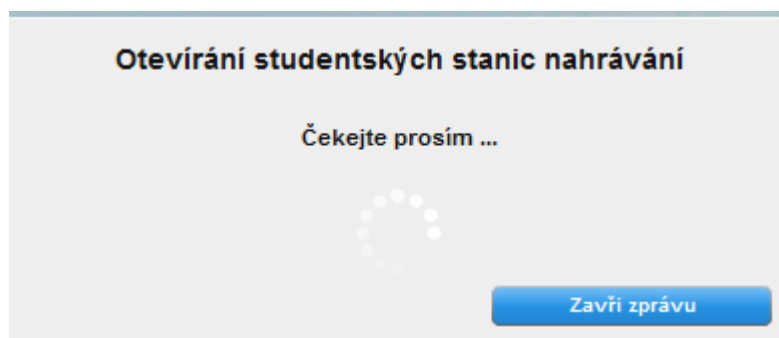 Otevírání studentských stanic nahrávání
Čekejte prosím ...
Zavři zprávu